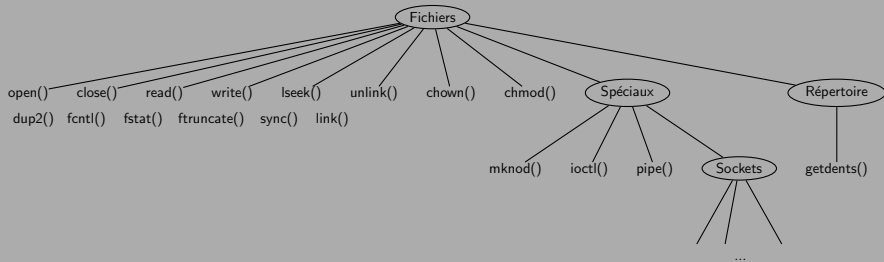 Fichiers
open() close() read() write() lseek() unlink() chown() chmod() Spéciaux Répertoire
dup2() fcntl() fstat() ftruncate() sync() link()
mknod() ioctl() pipe() Sockets getdents()
...